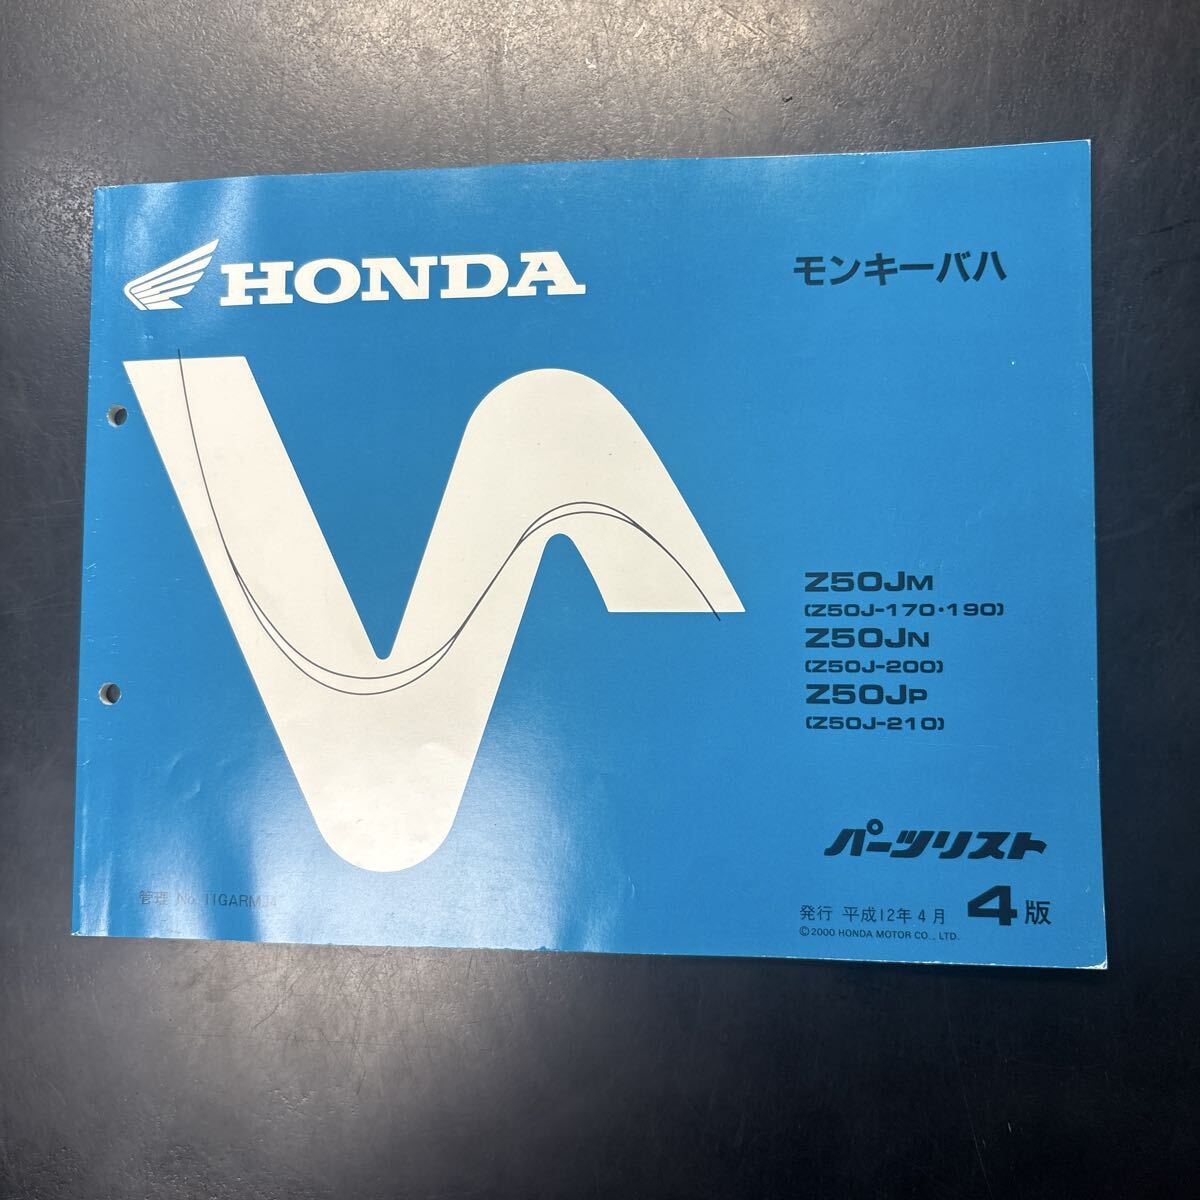 HONDA
モンキーバハ
Z50JM
(Z50J-170・190)
Z50JN
(Z50J-200)
Z50JP
(Z50J-210)
パーツリスト
管理 No. 11GARMJ4
発行 平成12年4月 4版
©2000 HONDA MOTOR CO., LTD.